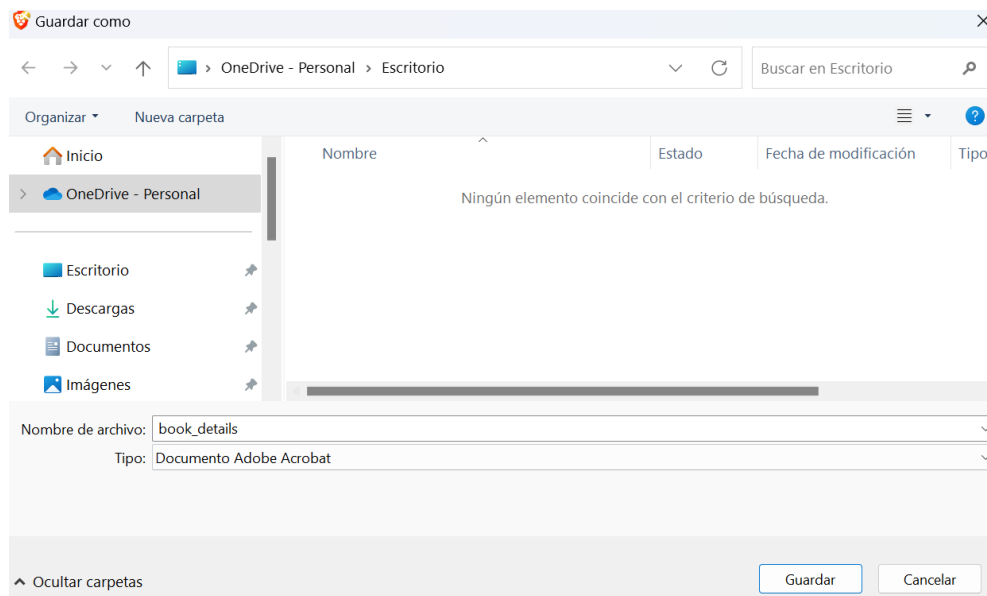 Guardar como
OneDrive - Personal > Escritorio
Buscar en Escritorio
Organizar
Nueva carpeta
Inicio
Nombre
Estado
Fecha de modificación
Tipo
OneDrive - Personal
Ningún elemento coincide con el criterio de búsqueda.
Escritorio
Descargas
Documentos
Imágenes
Nombre de archivo: book_details
Tipo: Documento Adobe Acrobat
Ocultar carpetas
Guardar
Cancelar